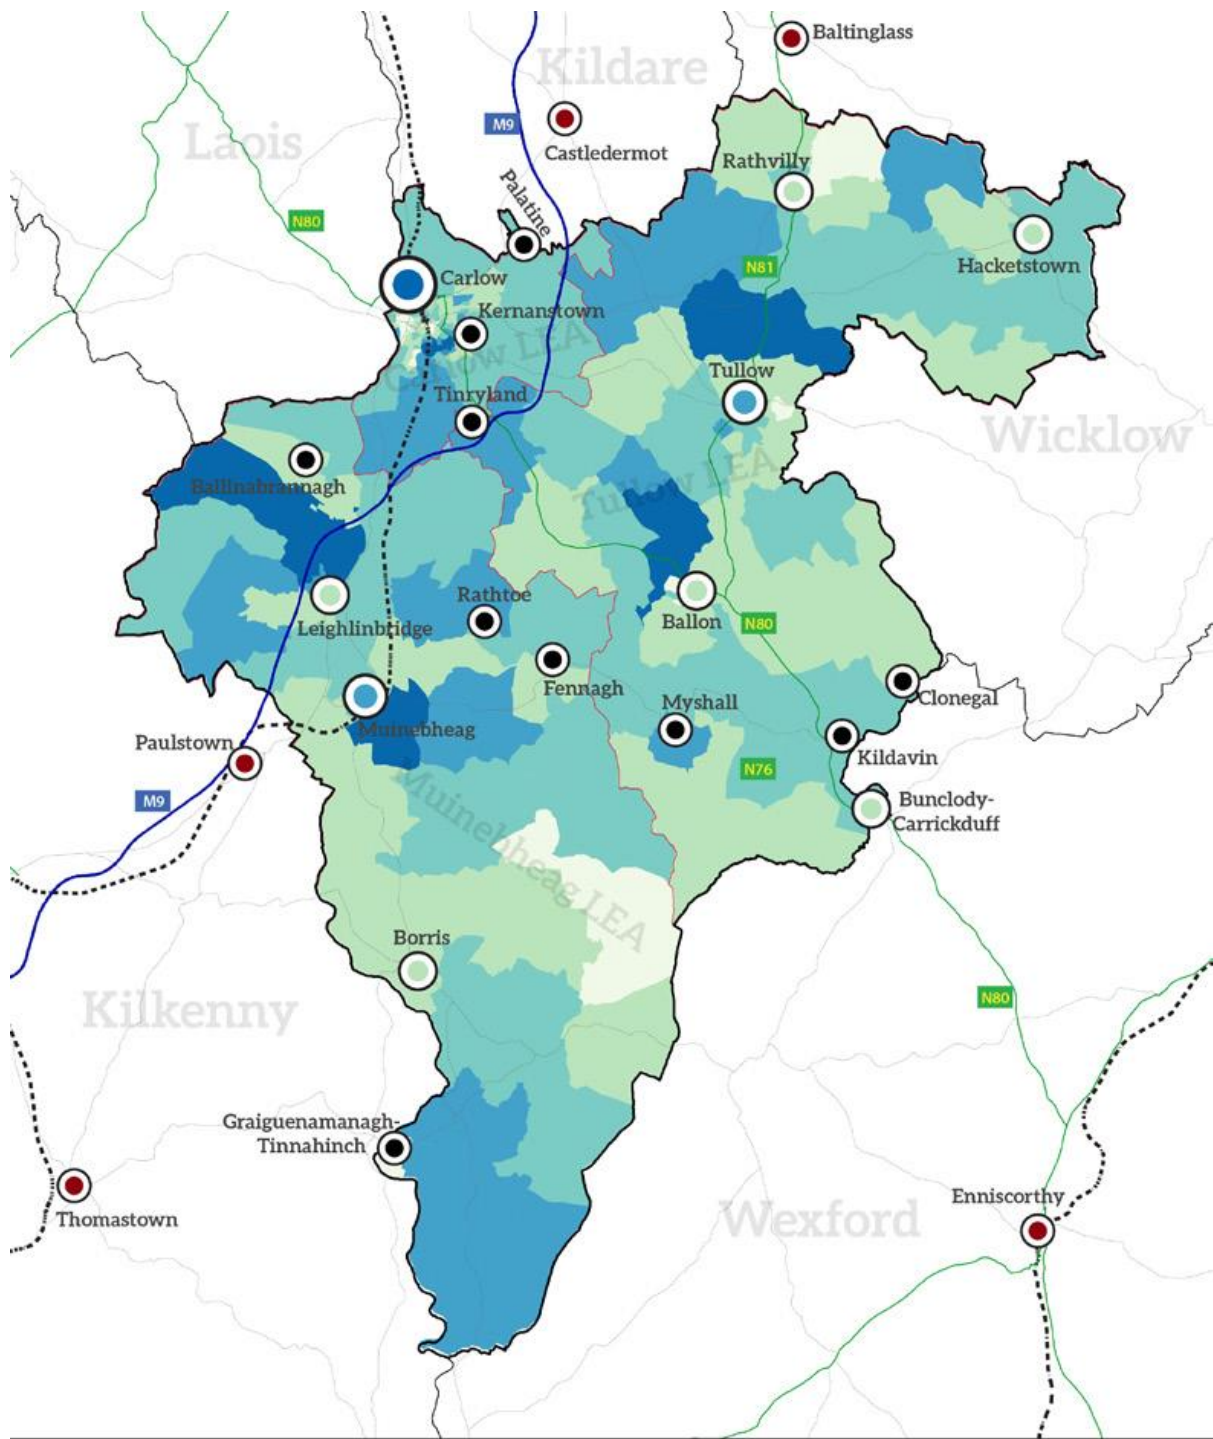 Baltinglass
Kildare
M9
Castledermot
Laois
Rathvilly
Palatine
N80
Hacketstown
N81
Carlow
Kernanstown
Carlow LEA
Tullow
Tinryland
Wicklow
Tullow LEA
Ballinabrannagh
Rathtoe
Leighlinbridge
Ballon
N80
Fennagh
Clonegal
Myshall
Muinebheag
Paulstown
Kildavin
N76
M9
Bunclody-
Carrickduff
Muinebheag LEA
Borris
Kilkenny
N80
Graiguenamanagh-
Tinnahinch
Enniscorthy
Wexford
Thomastown